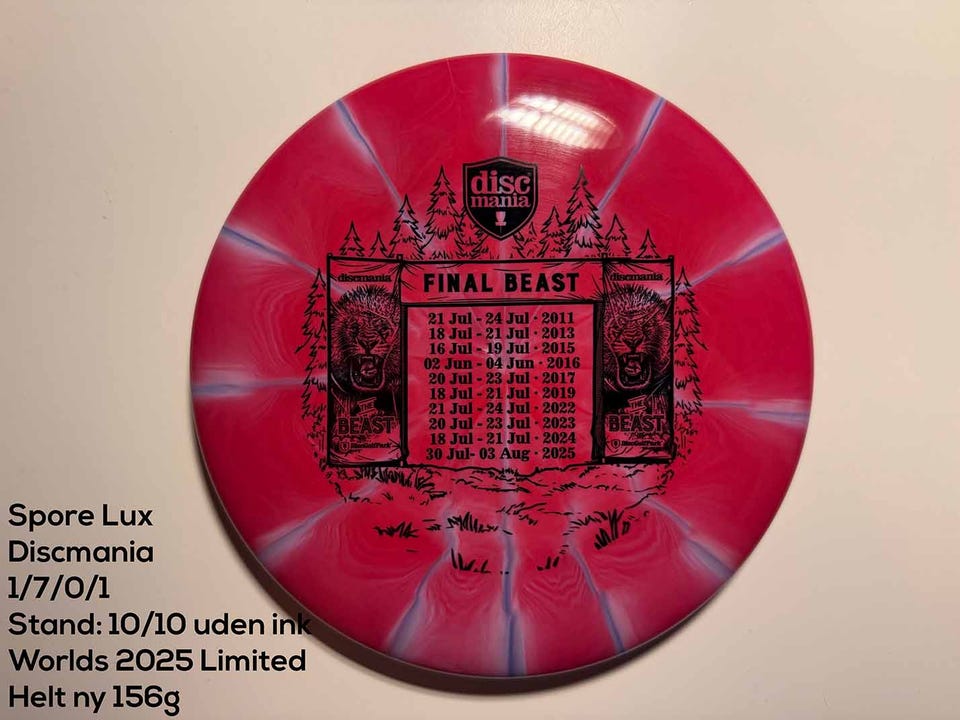 disc
mania
discmania
FINAL BEAST
discmania
21 Jul - 24 Jul · 2011
18 Jul - 21 Jul · 2013
16 Jul - 19 Jul · 2015
02 Jun - 04 Jun · 2016
20 Jul - 23 Jul · 2017
18 Jul - 21 Jul · 2019
21 Jul - 24 Jul · 2022
20 Jul - 23 Jul · 2023
18 Jul - 21 Jul · 2024
30 Jul- 03 Aug · 2025
THE
BEAST
DiscGolfPark
THE
BEAST
DiscGolfPark
Spore Lux
Discmania
1/7/0/1
Stand: 10/10 uden ink
Worlds 2025 Limited
Helt ny 156g